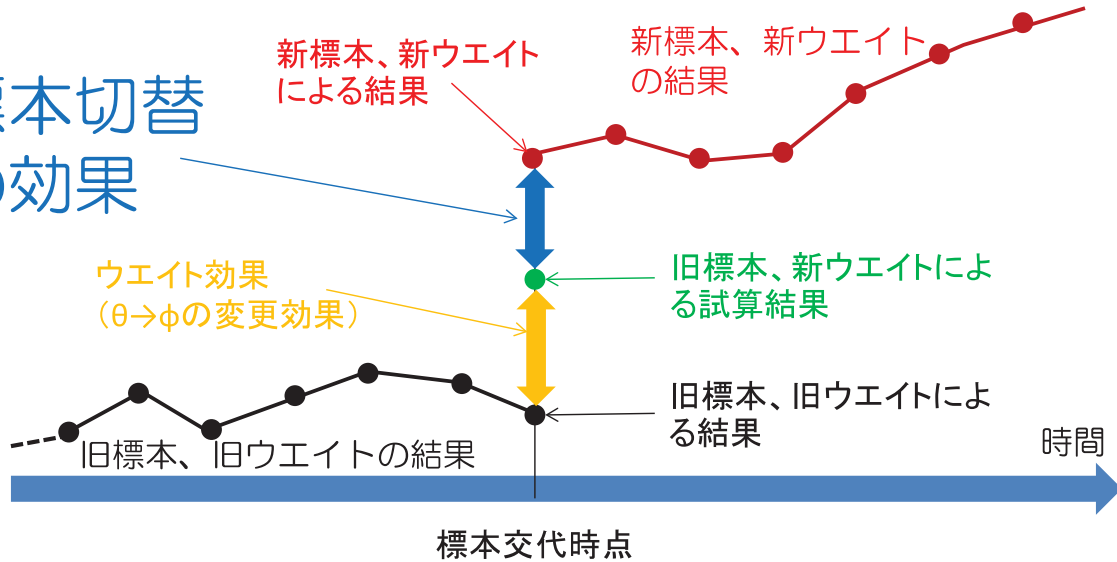 新標本、新ウエイト
による結果
新標本、新ウエイト
の結果
標本切替
の効果
ウエイト効果
（θ→φの変更効果）
旧標本、新ウエイトによ
る試算結果
旧標本、旧ウエイトによ
る結果
旧標本、旧ウエイトの結果
時間
標本交代時点